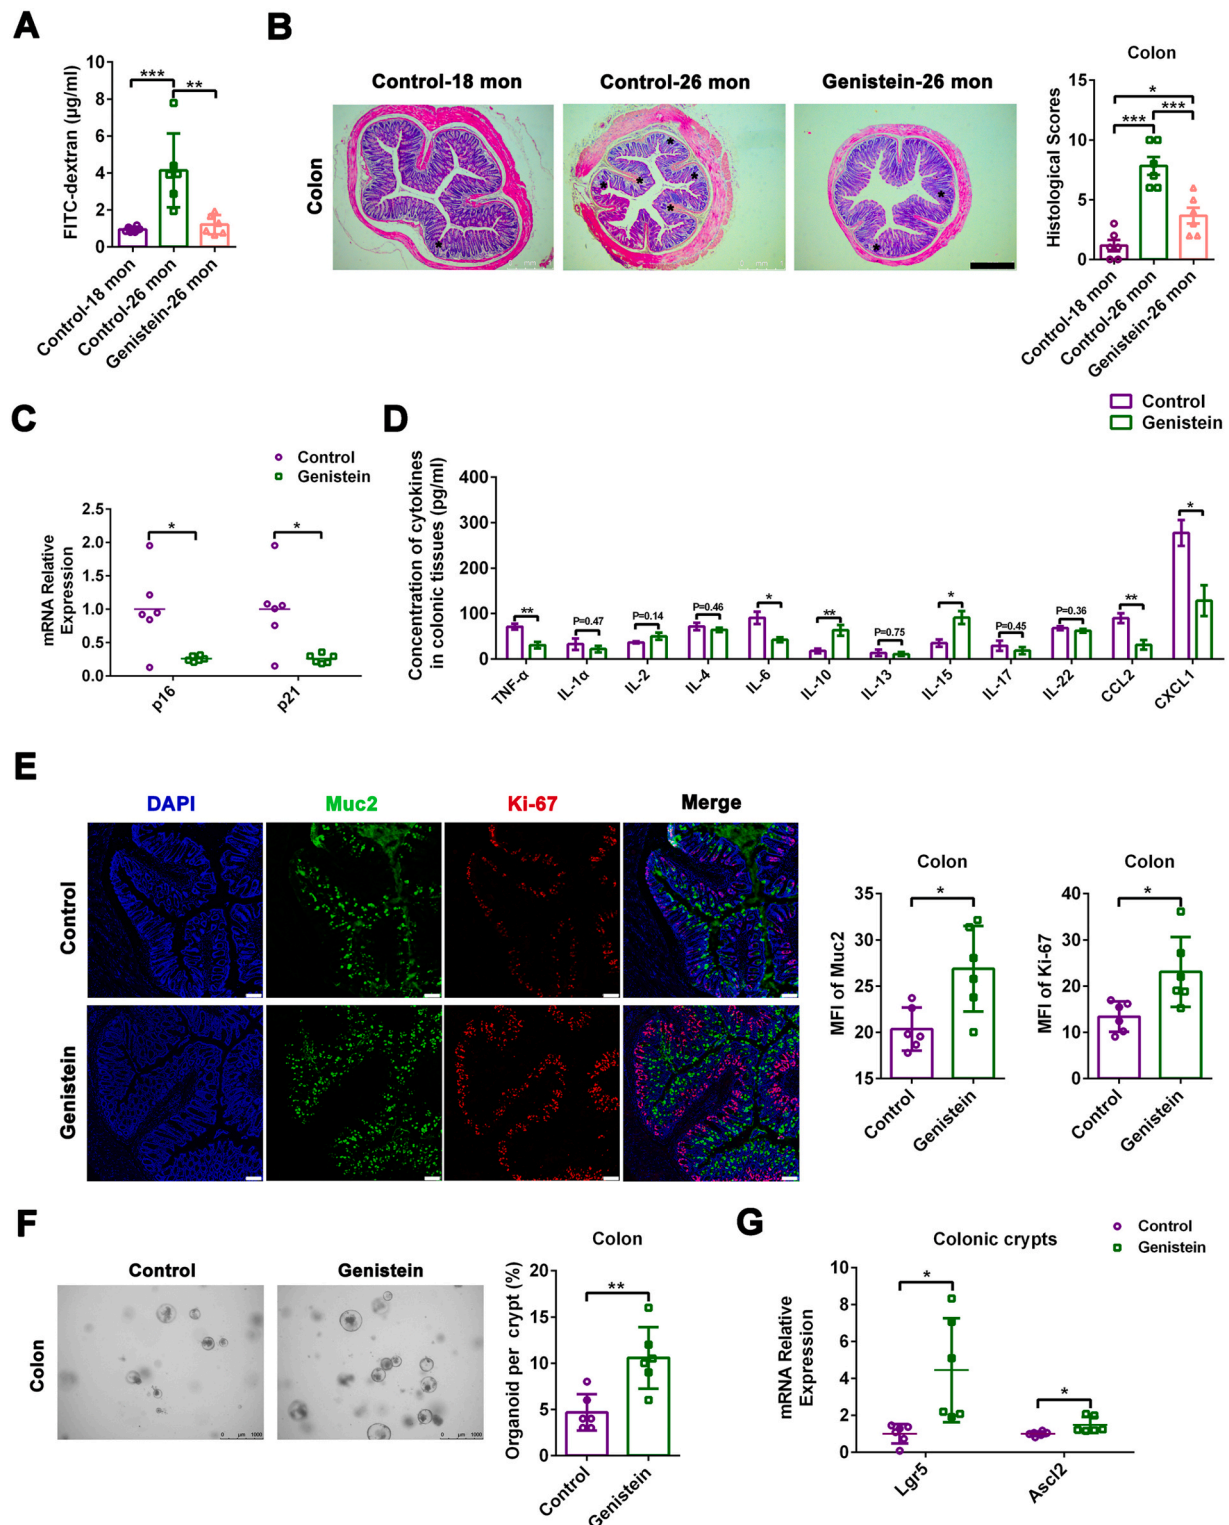 A
FITC-dextran (µg/ml)
10
8
6
4
2
0
***
**
Control-18 mon
Control-26 mon
Genistein-26 mon
B
Control-18 mon
Control-26 mon
Genistein-26 mon
Colon
*
* * * * *
* *
Colon
Histological Scores
15
10
5
0
*
***
***
Control-18 mon
Control-26 mon
Genistein-26 mon
C
Control
Genistein
mRNA Relative
Expression
2.5
2.0
1.5
1.0
0.5
0
*
*
p16
p21
D
Control
Genistein
Concentration of cytokines
in colonic tissues (pg/ml)
400
300
200
100
0
**
P=0.47
P=0.14
P=0.46
*
**
P=0.75
*
P=0.45
P=0.36
**
*
TNF-α
IL-1α
IL-2
IL-4
IL-6
IL-10
IL-13
IL-15
IL-17
IL-22
CCL2
CXCL1
E
DAPI
Muc2
Ki-67
Merge
Control
Genistein
Colon
MFI of Muc2
35
30
25
20
15
*
Control
Genistein
Colon
MFI of Ki-67
40
30
20
10
0
*
Control
Genistein
F
Control
Genistein
Colon
0 µm 1000
0 µm 1000
Colon
Organoid per crypt (%)
20
15
10
5
0
**
Control
Genistein
G
Control
Genistein
Colonic crypts
mRNA Relative
Expression
10
8
6
4
2
0
*
*
Lgr5
Ascl2